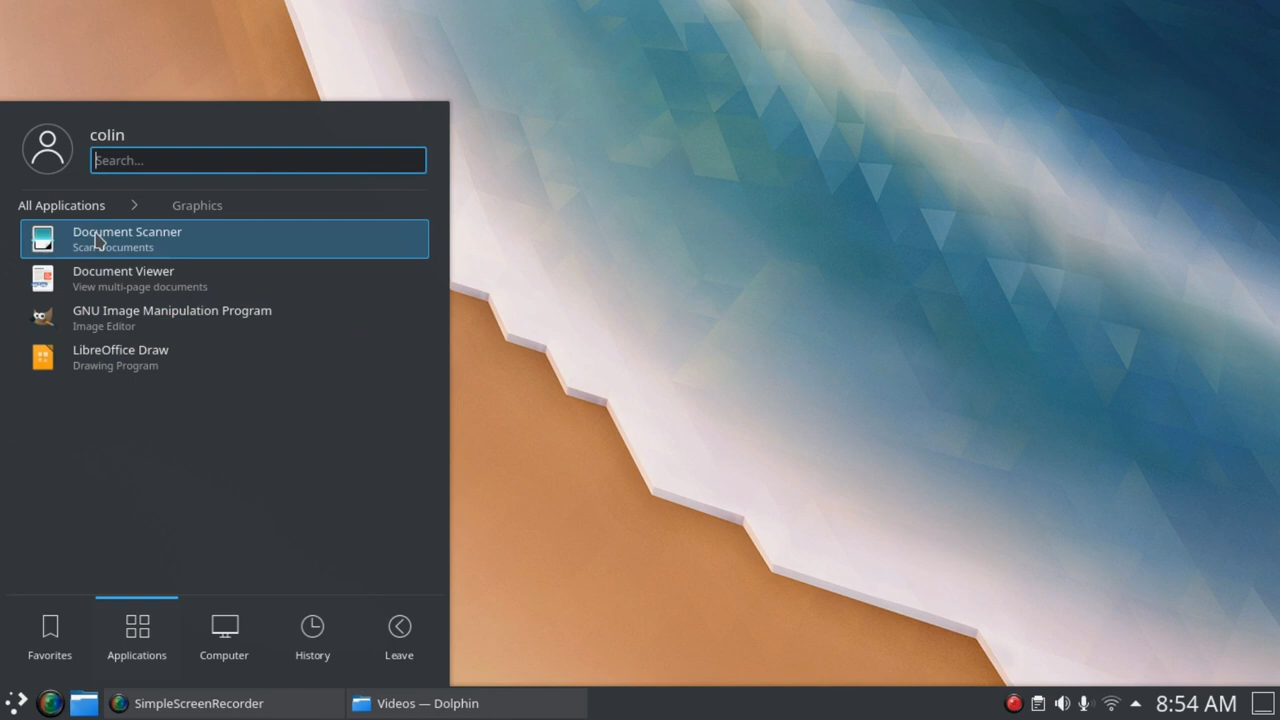 colin
Search...
All Applications
Graphics
Document Scanner
Scan documents
Document Viewer
View multi-page documents
GNU Image Manipulation Program
Image Editor
LibreOffice Draw
Drawing Program
Favorites
Applications
Computer
History
Leave
SimpleScreenRecorder
Videos — Dolphin
8:54 AM